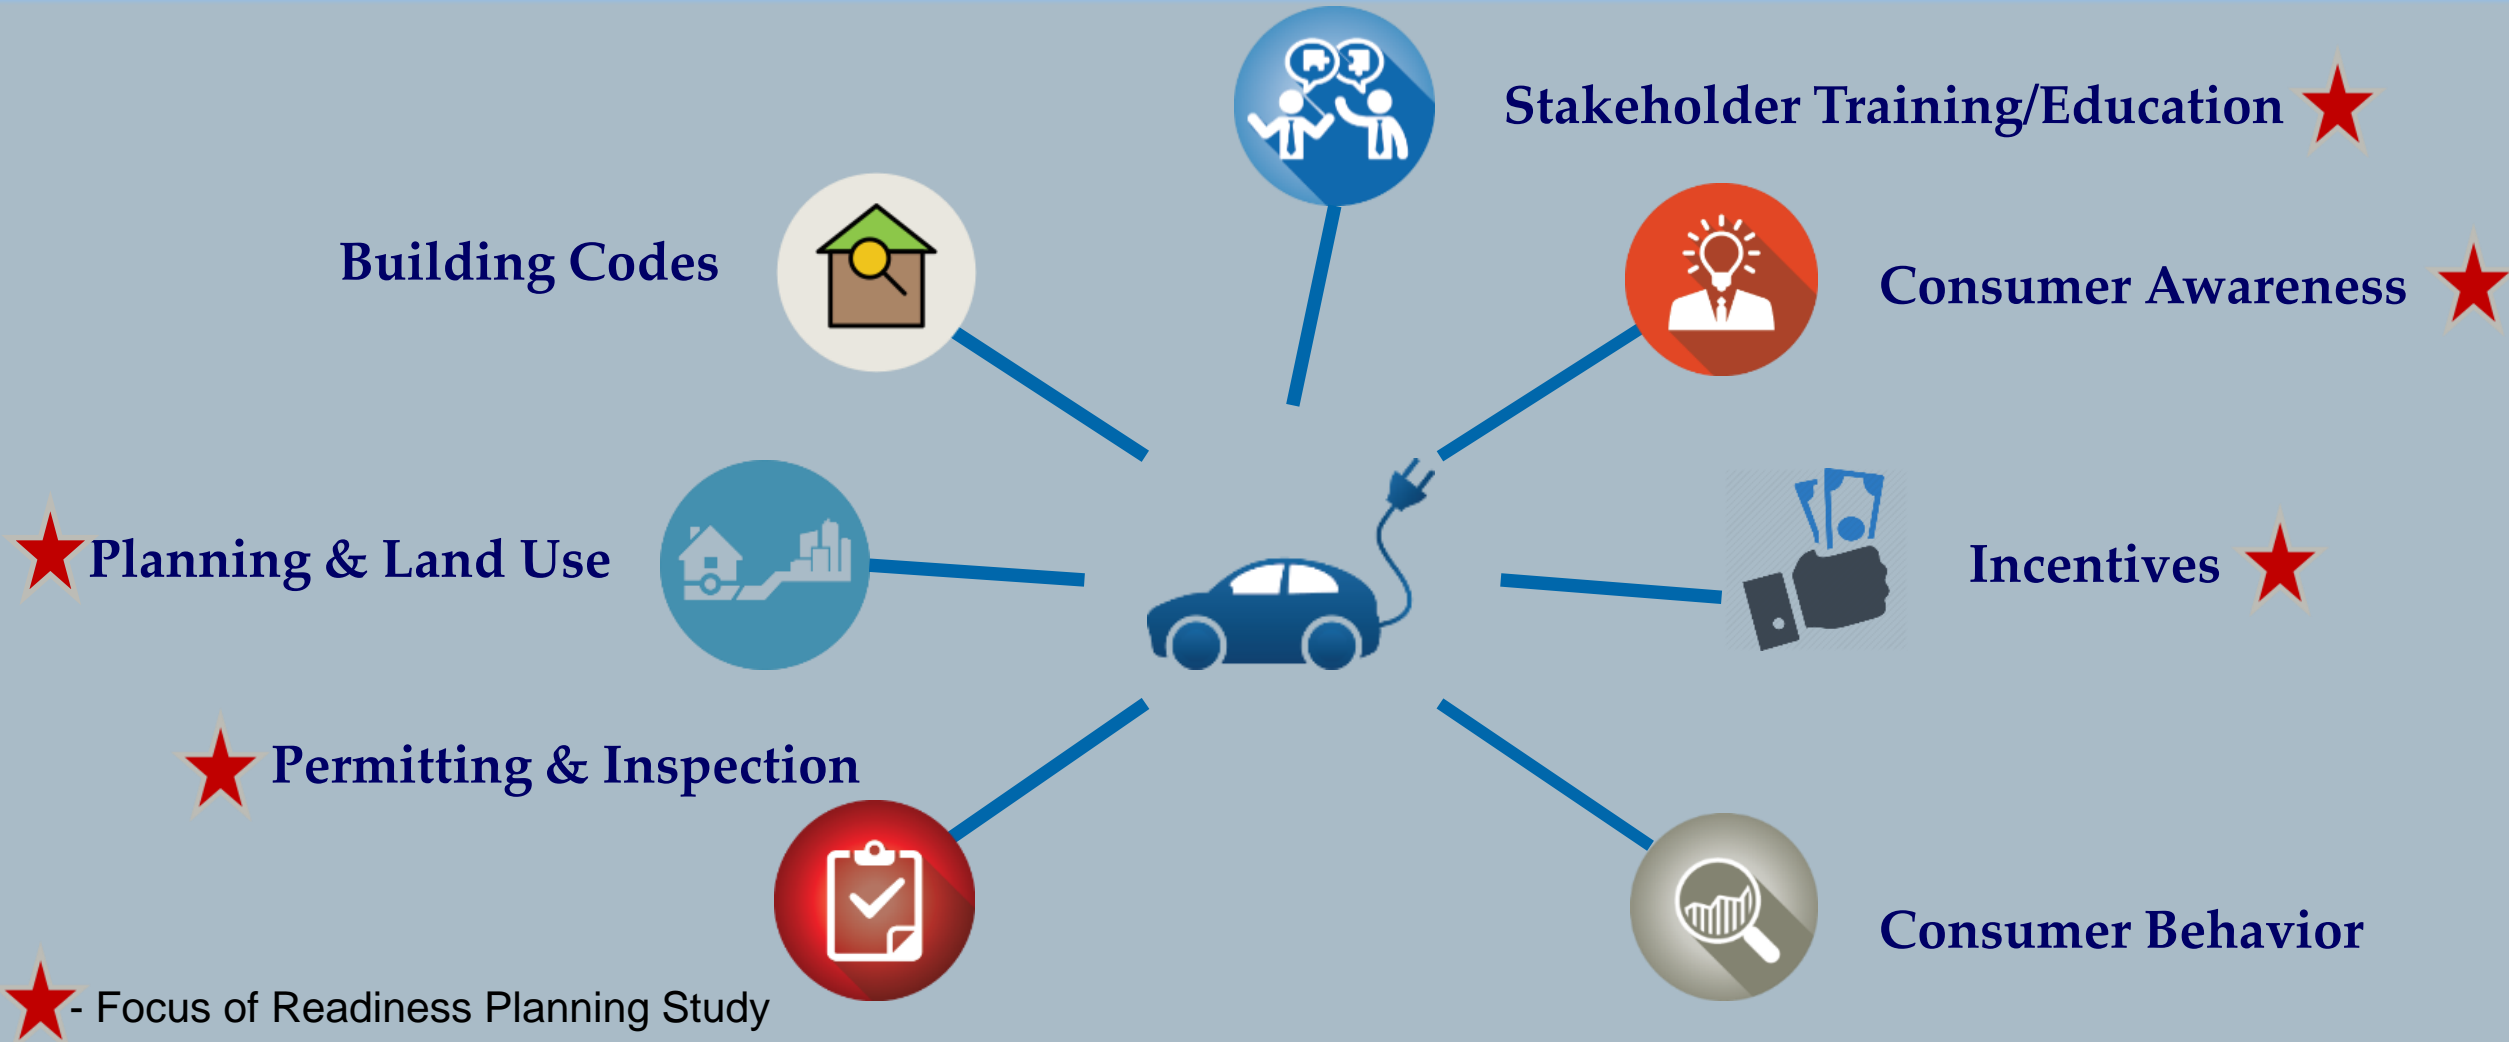 Stakeholder Training/Education
Building Codes
Consumer Awareness
Planning & Land Use
Incentives
Permitting & Inspection
Consumer Behavior
- Focus of Readiness Planning Study